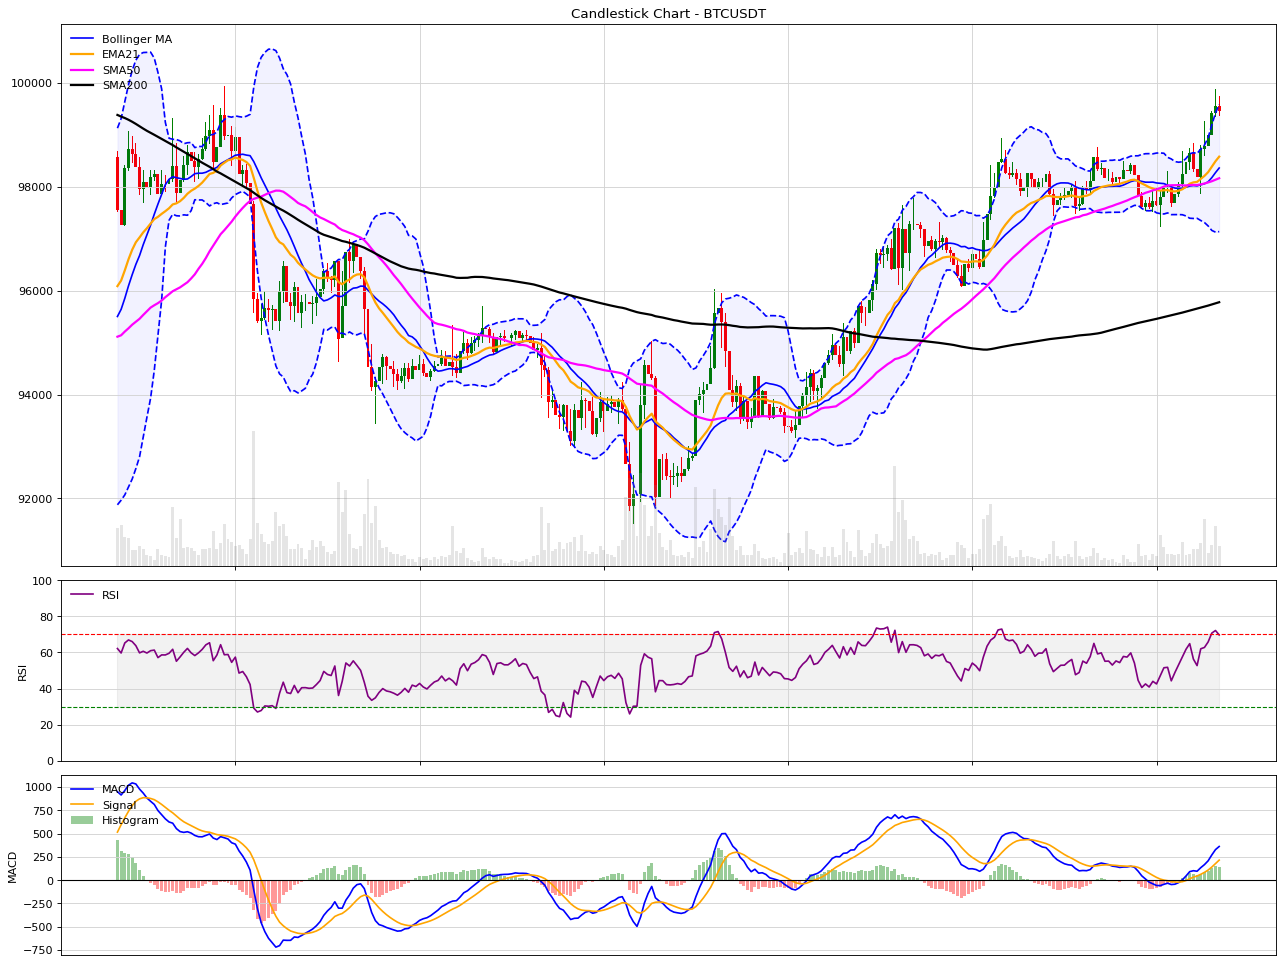 Candlestick Chart - BTCUSDT
Bollinger MA
EMA21
SMA50
SMA200
100000
98000
96000
94000
92000
RSI
100
80
60
40
20
0
RSI
MACD
Signal
Histogram
1000
750
500
250
0
−250
−500
−750
MACD